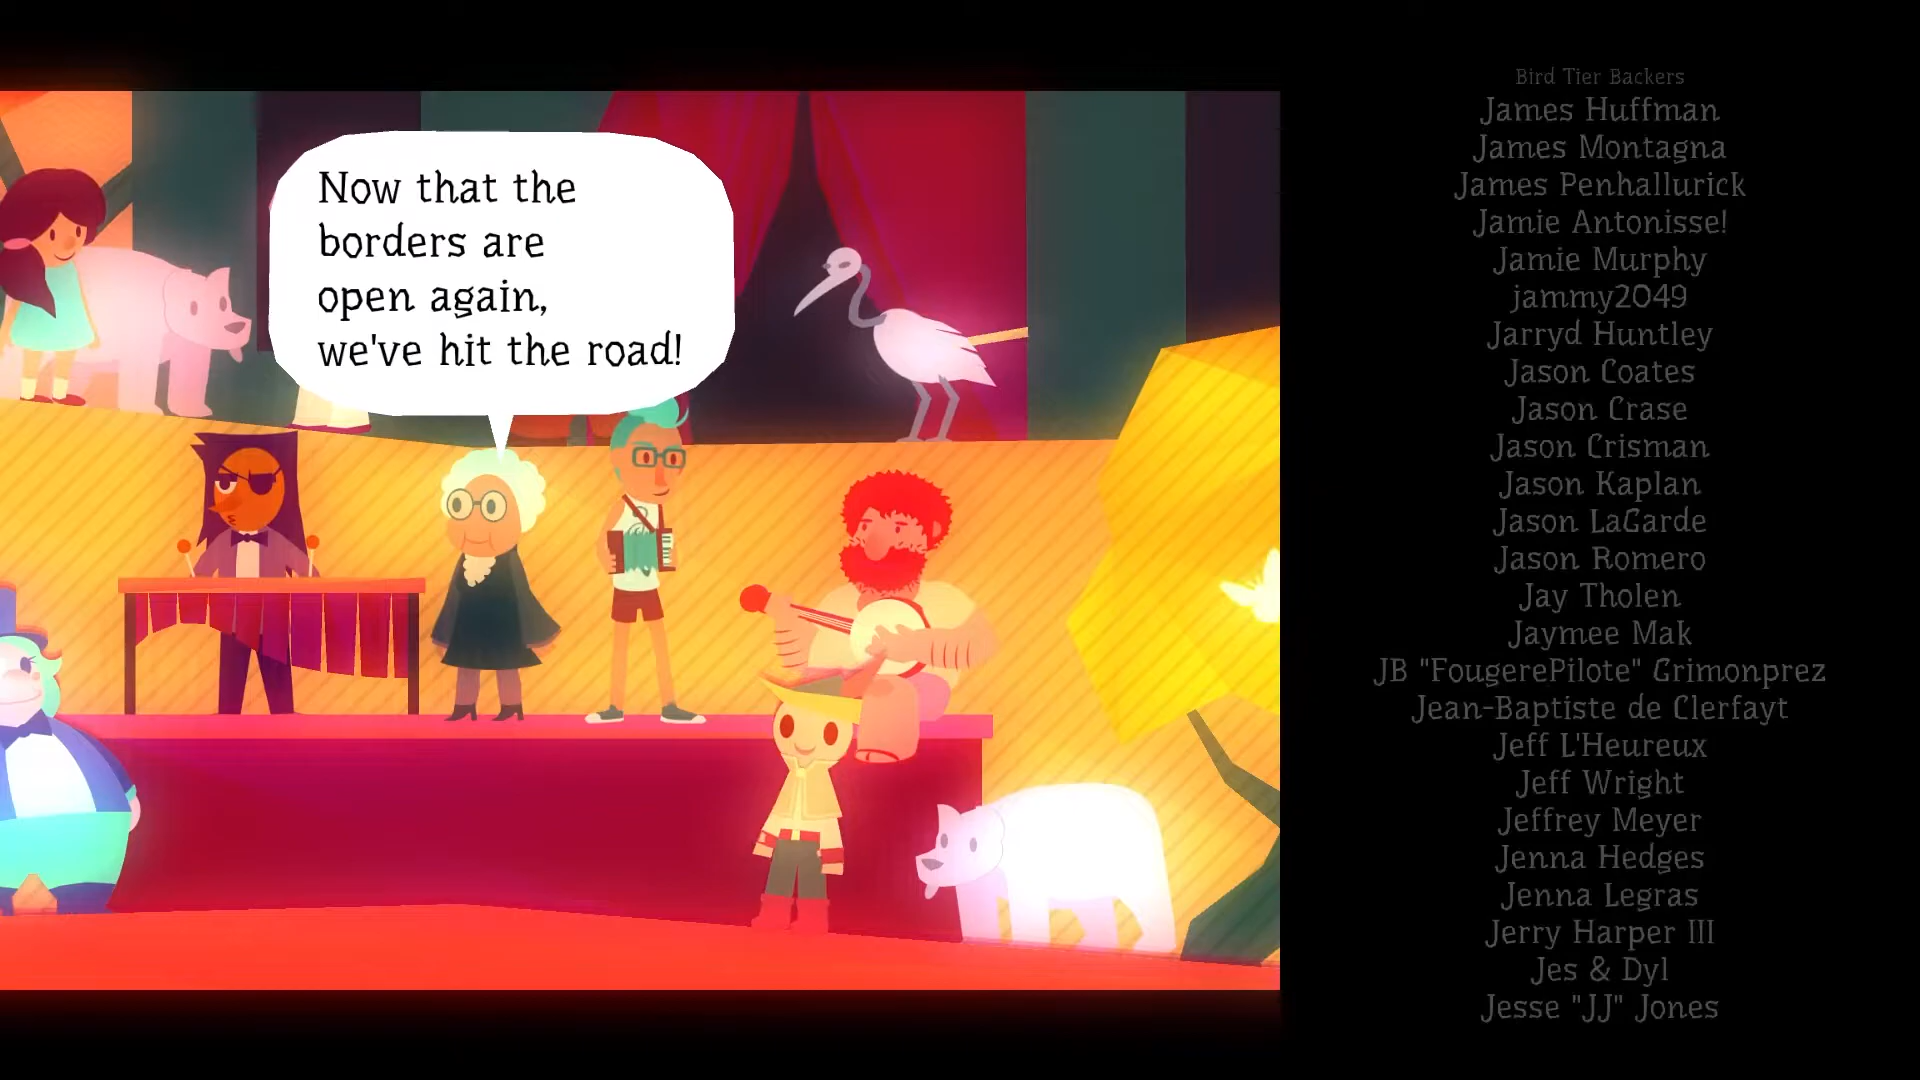 Now that the
borders are
open again,
we've hit the road!
Bird Tier Backers
James Huffman
James Montagna
James Penhallurick
Jamie Antonisse!
Jamie Murphy
jammy2049
Jarryd Huntley
Jason Coates
Jason Crase
Jason Crisman
Jason Kaplan
Jason LaGarde
Jason Romero
Jay Tholen
Jaymee Mak
JB "FougerePilote" Grimonprez
Jean-Baptiste de Clerfayt
Jeff L'Heureux
Jeff Wright
Jeffrey Meyer
Jenna Hedges
Jenna Legras
Jerry Harper III
Jes & Dyl
Jesse "JJ" Jones